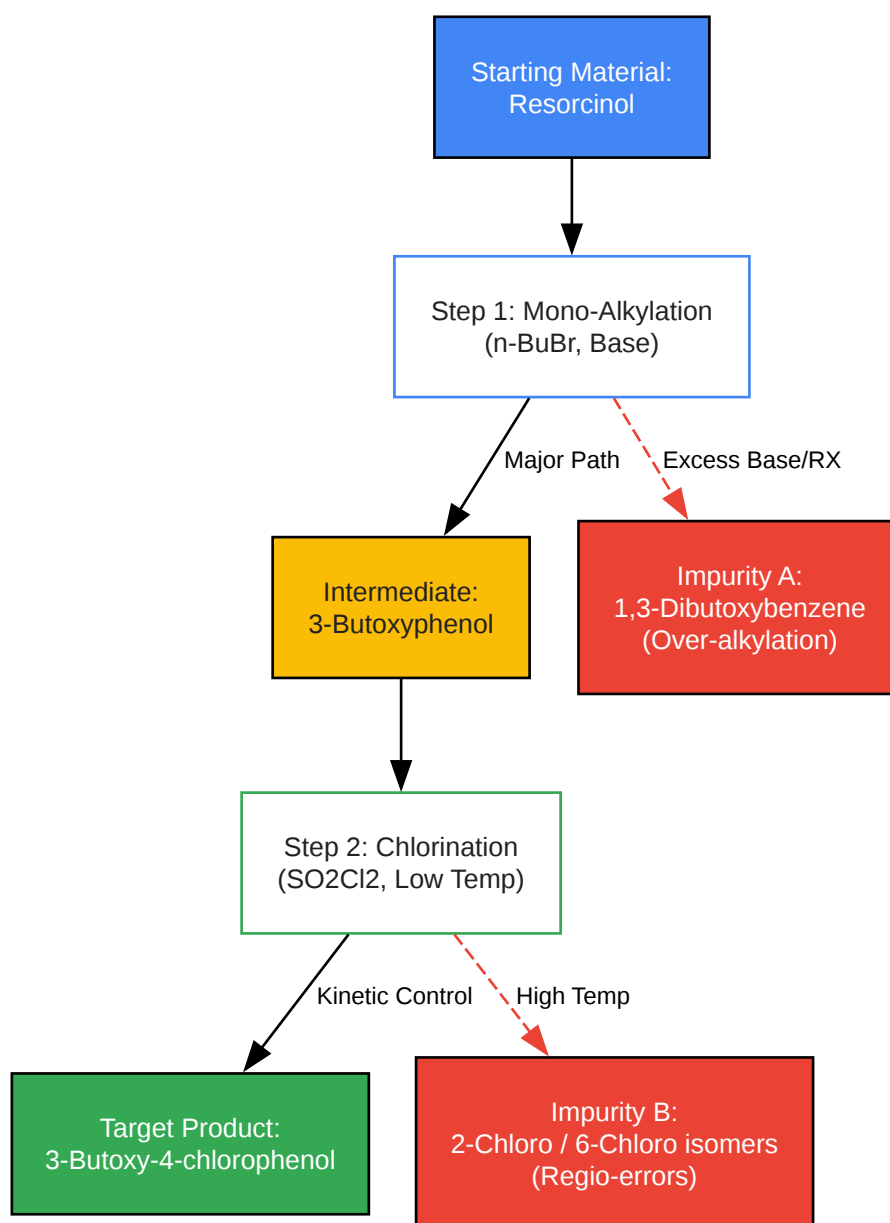 Starting Material:
Resorcinol
Step 1: Mono-Alkylation
(n-BuBr, Base)
Major Path
Excess Base/RX
Intermediate:
3-Butoxyphenol
Impurity A:
1,3-Dibutoxybenzene
(Over-alkylation)
Step 2: Chlorination
(SO2Cl2, Low Temp)
Kinetic Control
High Temp
Target Product:
3-Butoxy-4-chlorophenol
Impurity B:
2-Chloro / 6-Chloro isomers
(Regio-errors)